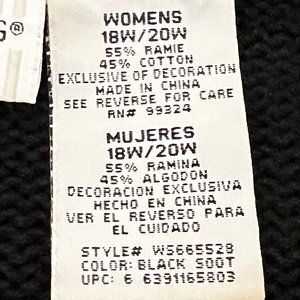 S®
WOMENS
18W/20W
55% RAMIE
45% COTTON
EXCLUSIVE OF DECORATION
MADE IN CHINA
SEE REVERSE FOR CARE
RN# 99324
MUJERES
18W/20W
55% RAMINA
45% ALGODON
DECORACION EXCLUSIVA
HECHO EN CHINA
VER EL REVERSO PARA
EL CUIDADO
STYLE# WS665528
COLOR: BLACK SOOT
UPC: 6 6391165803